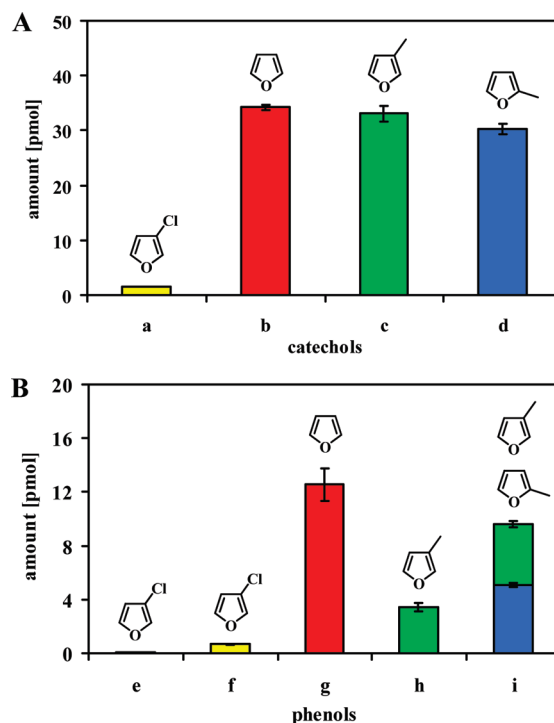 A
50
40
30
20
10
0
amount [pmol]
Cl
O
O
O
O
a b c d
catechols
B
20
16
12
8
4
0
amount [pmol]
Cl
O
Cl
O
O
O
O
O
e f g h i
phenols